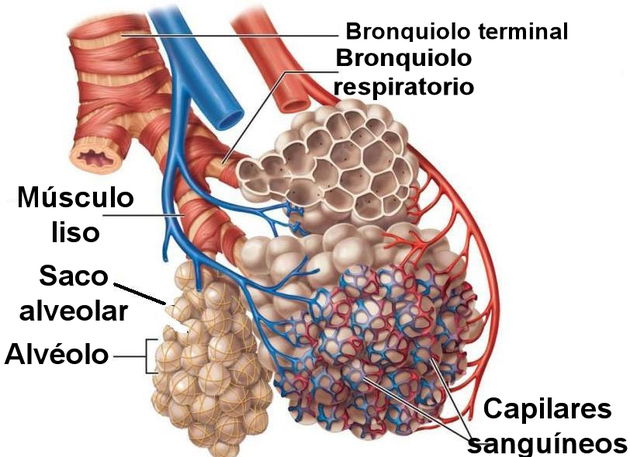 Bronquiolo terminal
Bronquiolo
respiratorio
Músculo
liso
Saco
alveolar
Alvéolo
Capilares
sanguíneos